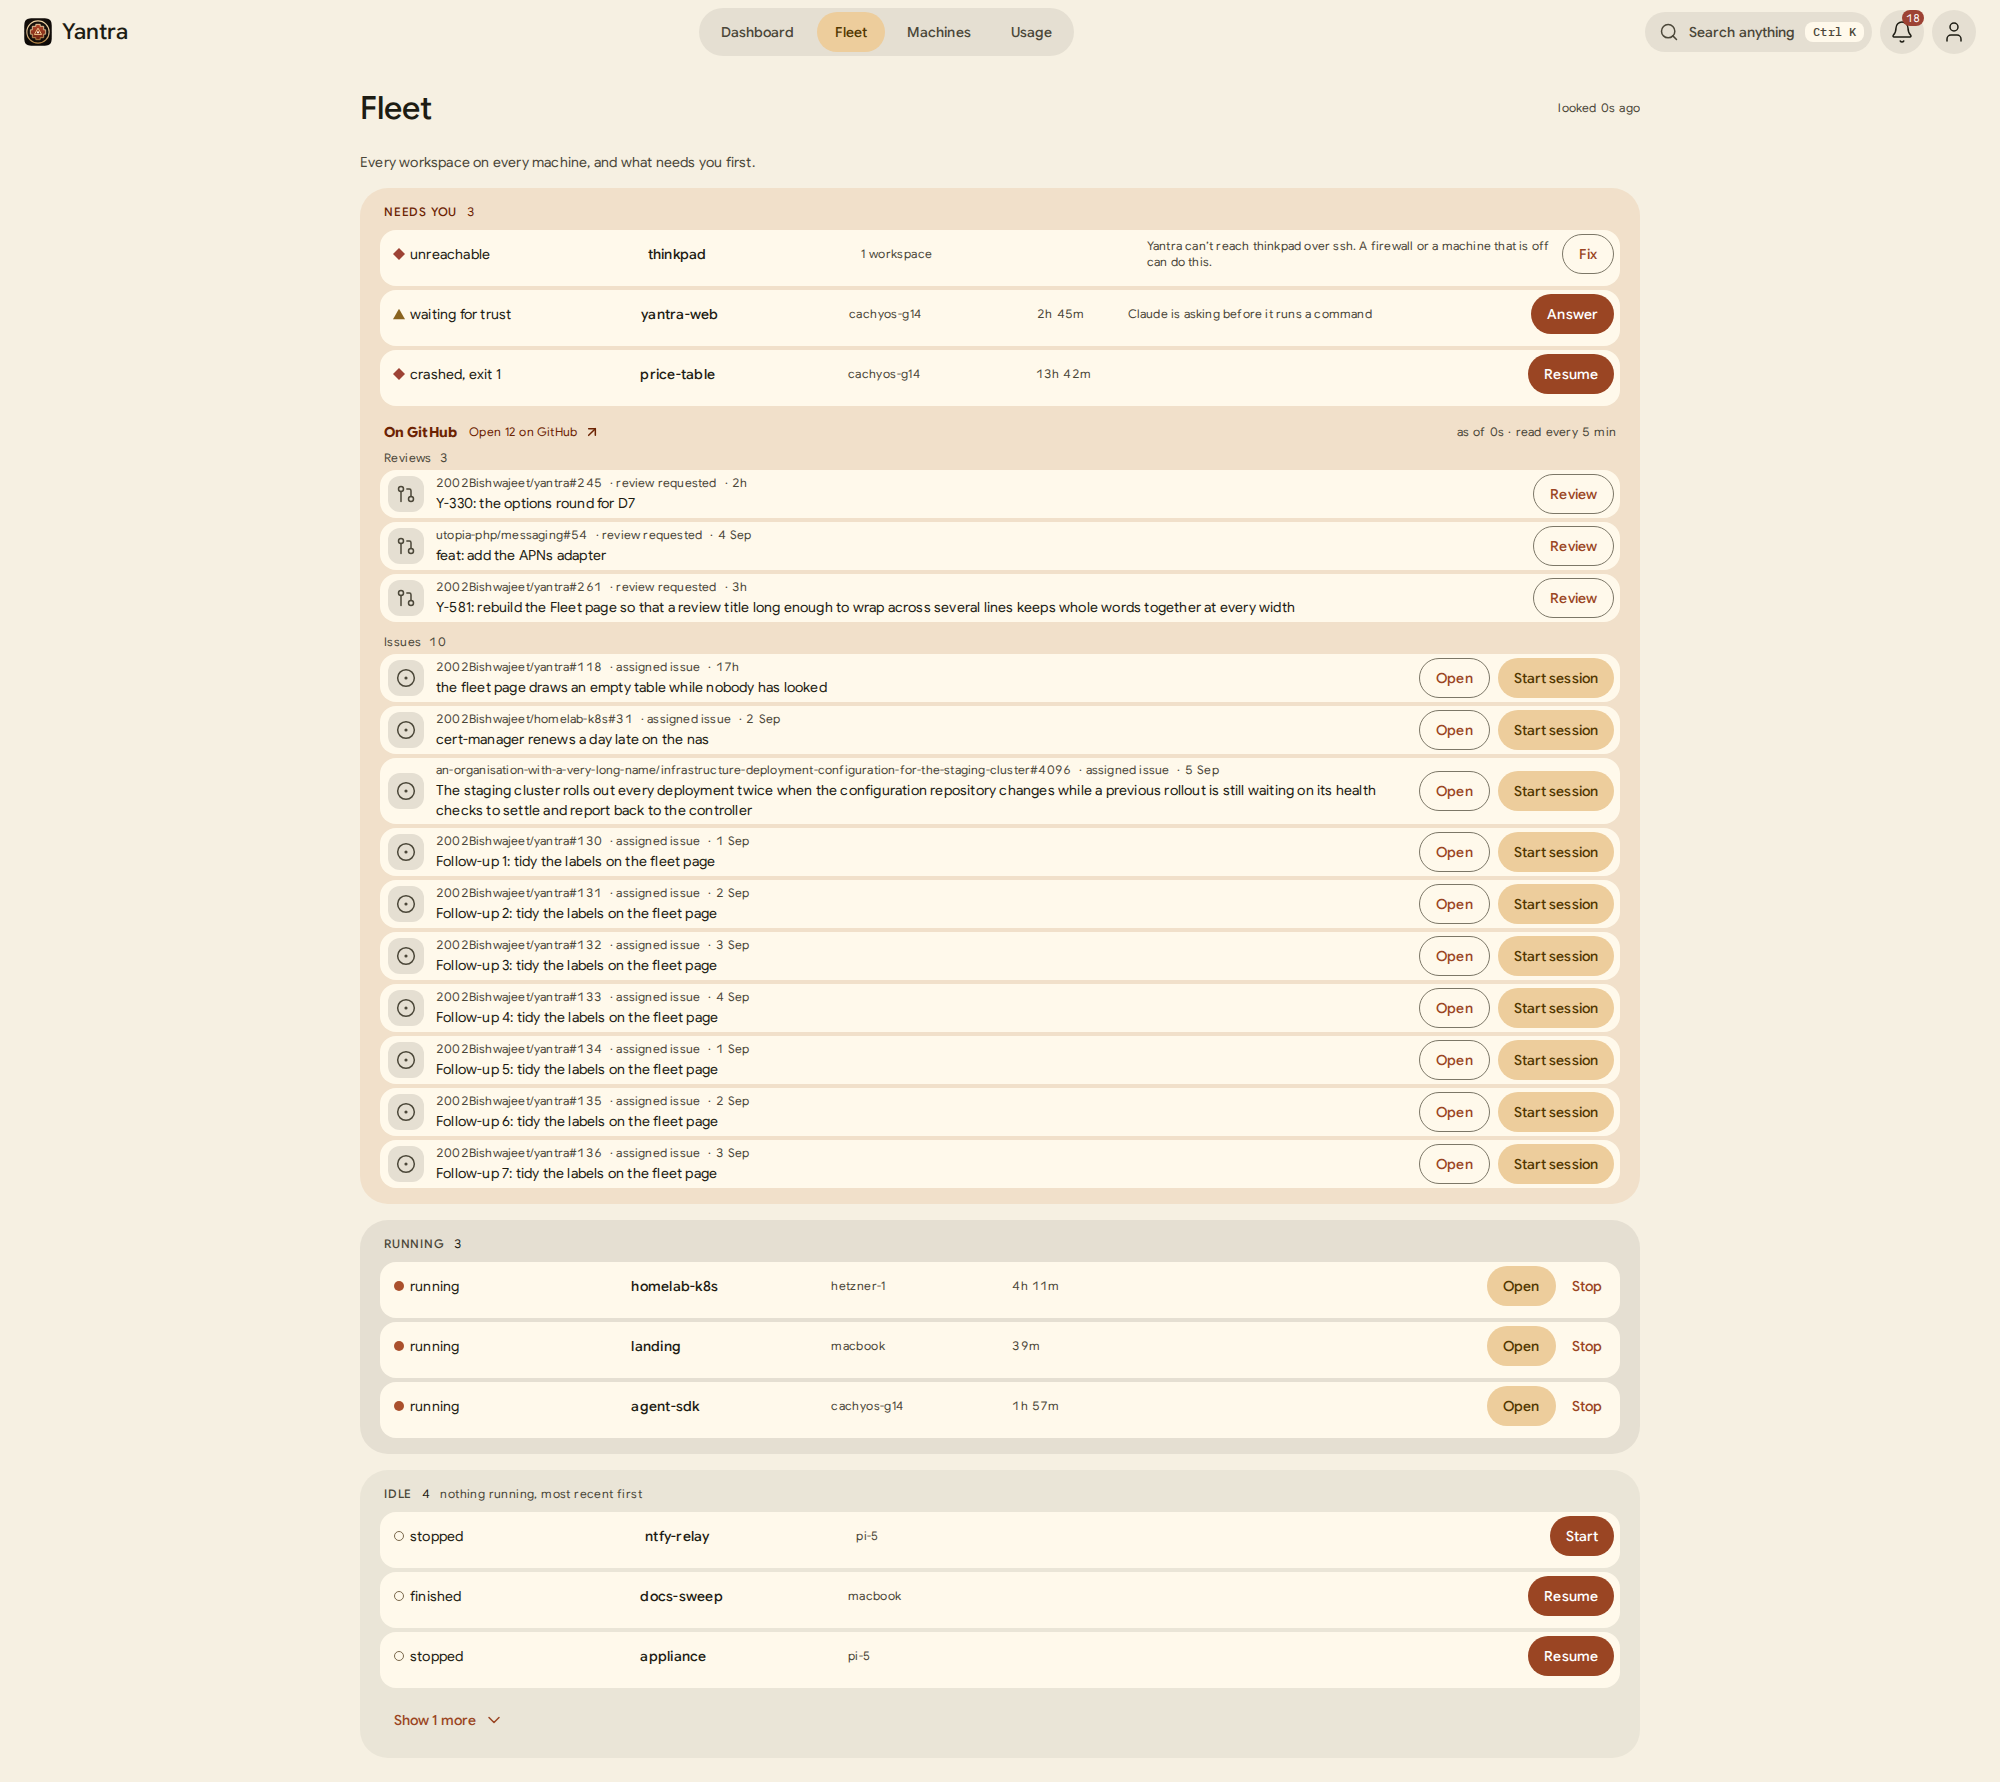 Yantra
Dashboard Fleet Machines Usage
Search anything Ctrl K
18
Fleet
looked 0s ago
Every workspace on every machine, and what needs you first.
NEEDS YOU 3
unreachable thinkpad 1 workspace Yantra can't reach thinkpad over ssh. A firewall or a machine that is off
can do this.
Fix
waiting for trust yantra-web cachyos-g14 2h 45m Claude is asking before it runs a command Answer
crashed, exit 1 price-table cachyos-g14 13h 42m Resume
On GitHub Open 12 on GitHub as of 0s · read every 5 min
Reviews 3
2002Bishwajeet/yantra#245 · review requested · 2h
Y-330: the options round for D7
Review
utopia-php/messaging#54 · review requested · 4 Sep
feat: add the APNs adapter
Review
2002Bishwajeet/yantra#261 · review requested · 3h
Y-581: rebuild the Fleet page so that a review title long enough to wrap across several lines keeps whole words together at every width
Review
Issues 10
2002Bishwajeet/yantra#118 · assigned issue · 17h
the fleet page draws an empty table while nobody has looked
Open Start session
2002Bishwajeet/homelab-k8s#31 · assigned issue · 2 Sep
cert-manager renews a day late on the nas
Open Start session
an-organisation-with-a-very-long-name/infrastructure-deployment-configuration-for-the-staging-cluster#4096 · assigned issue · 5 Sep
The staging cluster rolls out every deployment twice when the configuration repository changes while a previous rollout is still waiting on its health
checks to settle and report back to the controller
Open Start session
2002Bishwajeet/yantra#130 · assigned issue · 1 Sep
Follow-up 1: tidy the labels on the fleet page
Open Start session
2002Bishwajeet/yantra#131 · assigned issue · 2 Sep
Follow-up 2: tidy the labels on the fleet page
Open Start session
2002Bishwajeet/yantra#132 · assigned issue · 3 Sep
Follow-up 3: tidy the labels on the fleet page
Open Start session
2002Bishwajeet/yantra#133 · assigned issue · 4 Sep
Follow-up 4: tidy the labels on the fleet page
Open Start session
2002Bishwajeet/yantra#134 · assigned issue · 1 Sep
Follow-up 5: tidy the labels on the fleet page
Open Start session
2002Bishwajeet/yantra#135 · assigned issue · 2 Sep
Follow-up 6: tidy the labels on the fleet page
Open Start session
2002Bishwajeet/yantra#136 · assigned issue · 3 Sep
Follow-up 7: tidy the labels on the fleet page
Open Start session
RUNNING 3
running homelab-k8s hetzner-1 4h 11m Open Stop
running landing macbook 39m Open Stop
running agent-sdk cachyos-g14 1h 57m Open Stop
IDLE 4 nothing running, most recent first
stopped ntfy-relay pi-5 Start
finished docs-sweep macbook Resume
stopped appliance pi-5 Resume
Show 1 more